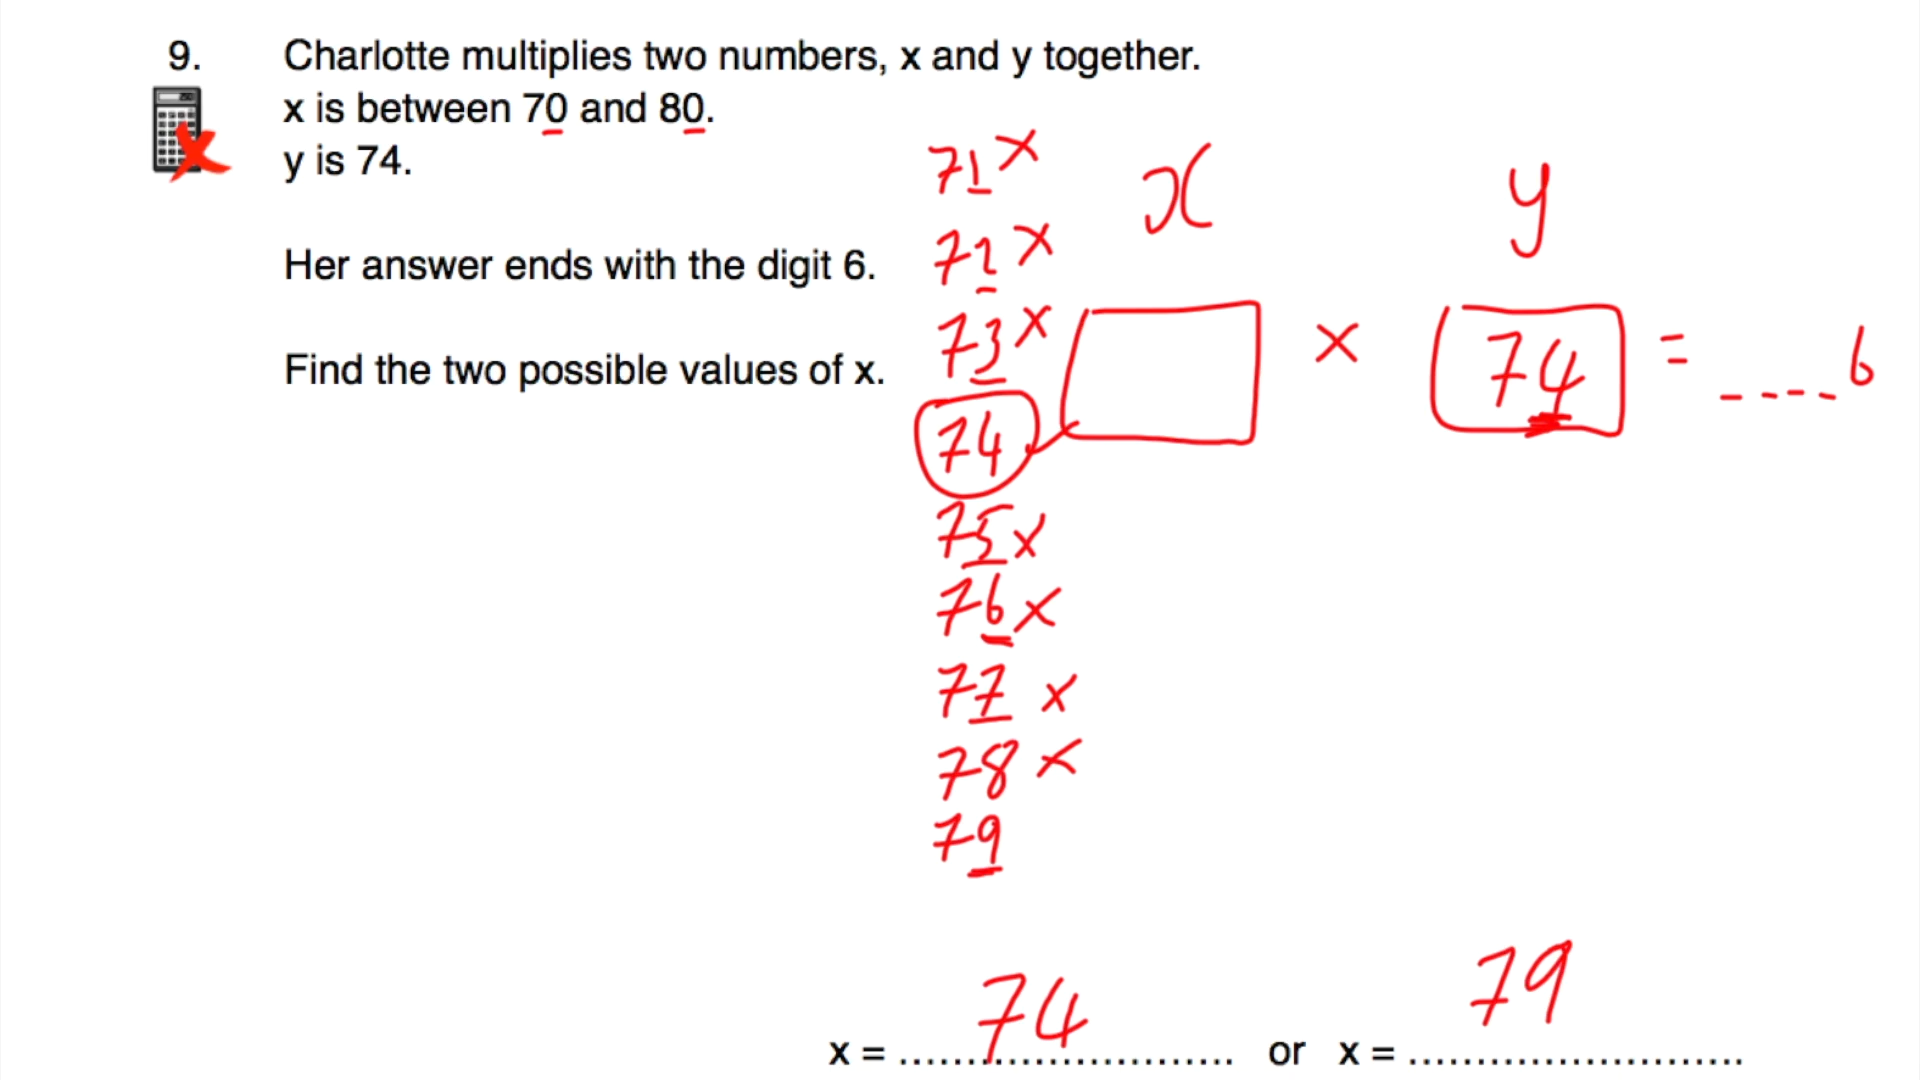 9. Charlotte multiplies two numbers, x and y together.
x is between 70 and 80.
y is 74.
Her answer ends with the digit 6.
Find the two possible values of x.
71 x
72 x
73 x
74
75 x
76 x
77 x
78 x
79
x y
x 74 = ----6
x = 74 or x = 79